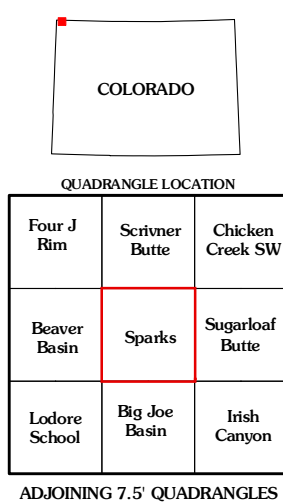 COLORADO
QUADRANGLE LOCATION
Four J
Rim
Scrivner
Butte
Chicken
Creek SW
Beaver
Basin
Sparks
Sugarloaf
Butte
Lodore
School
Big Joe
Basin
Irish
Canyon
ADJOINING 7.5' QUADRANGLES